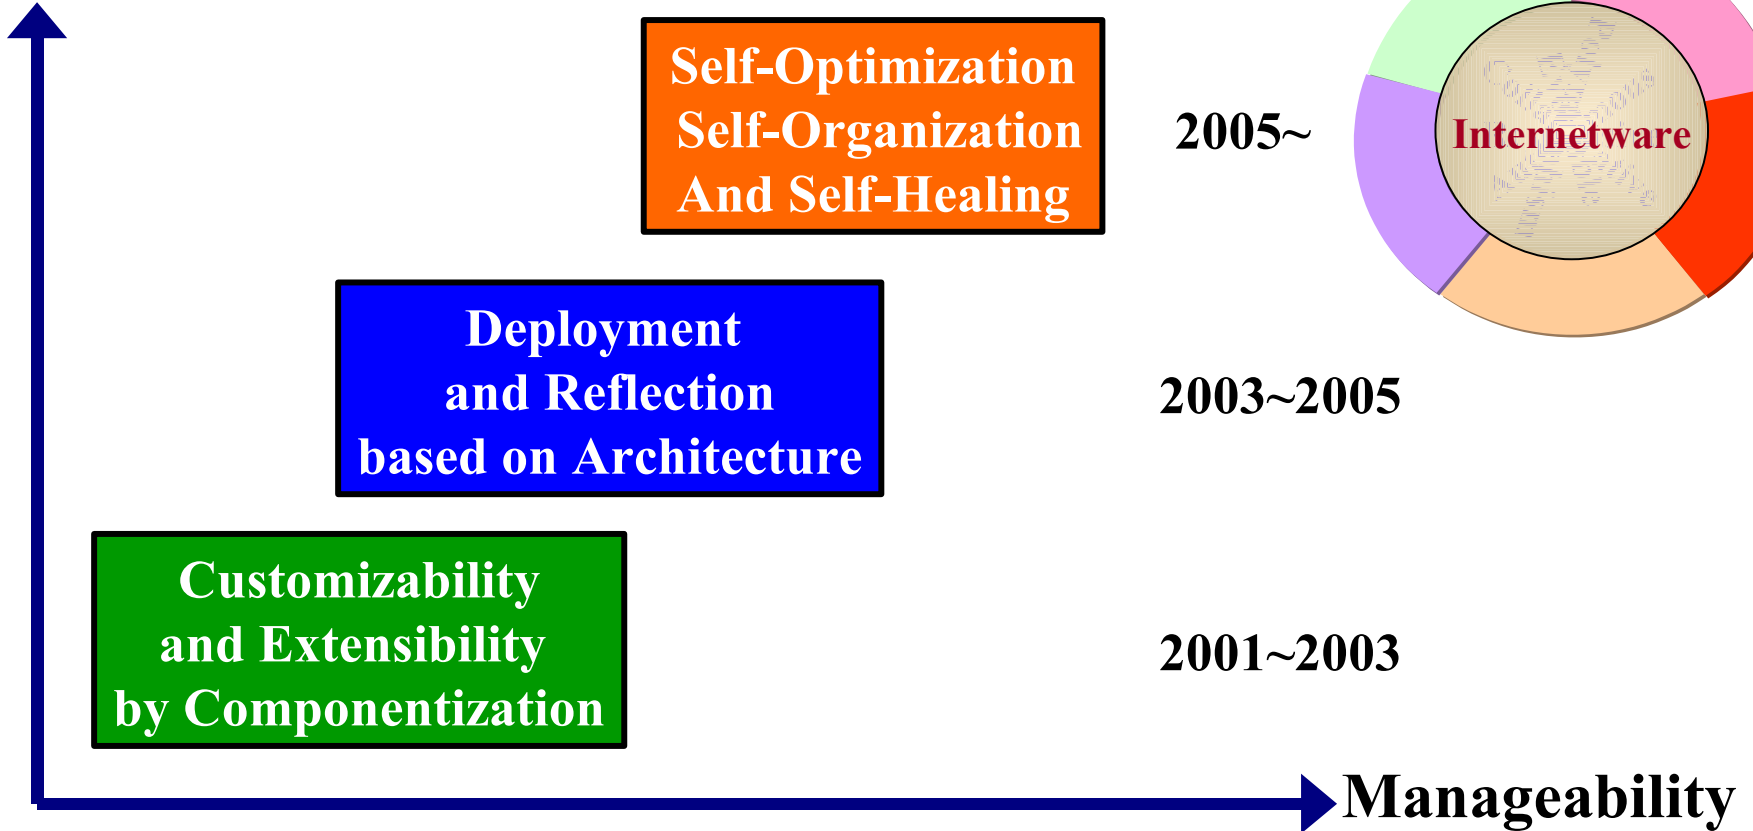 Self-Optimization
Self-Organization
And Self-Healing
2005~
Internetware
Deployment
and Reflection
based on Architecture
2003~2005
Customizability
and Extensibility
by Componentization
2001~2003
Manageability